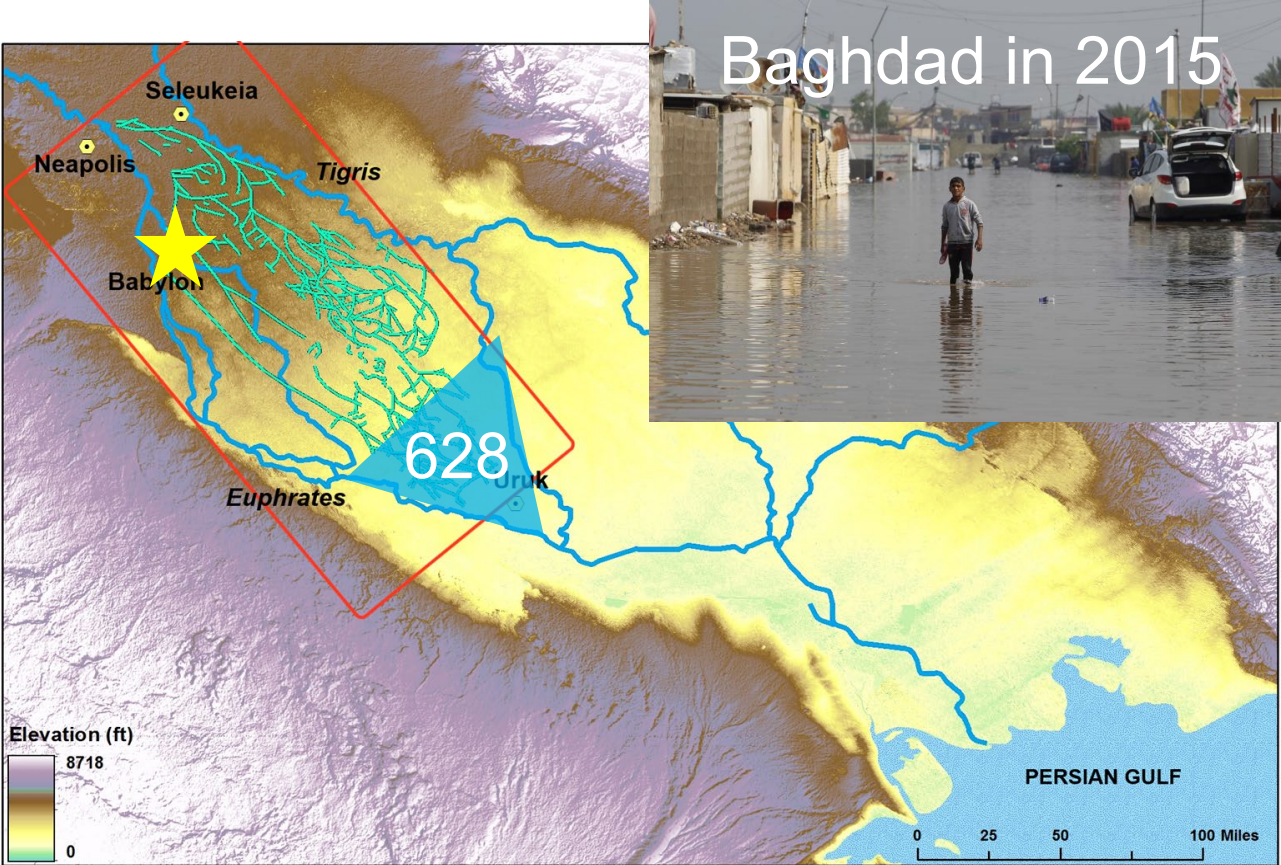 Baghdad in 2015
Seleukeia
Neapolis
Tigris
Babylon
628
Uruk
Euphrates
Elevation (ft)
8718
0
PERSIAN GULF
0 25 50 100 Miles